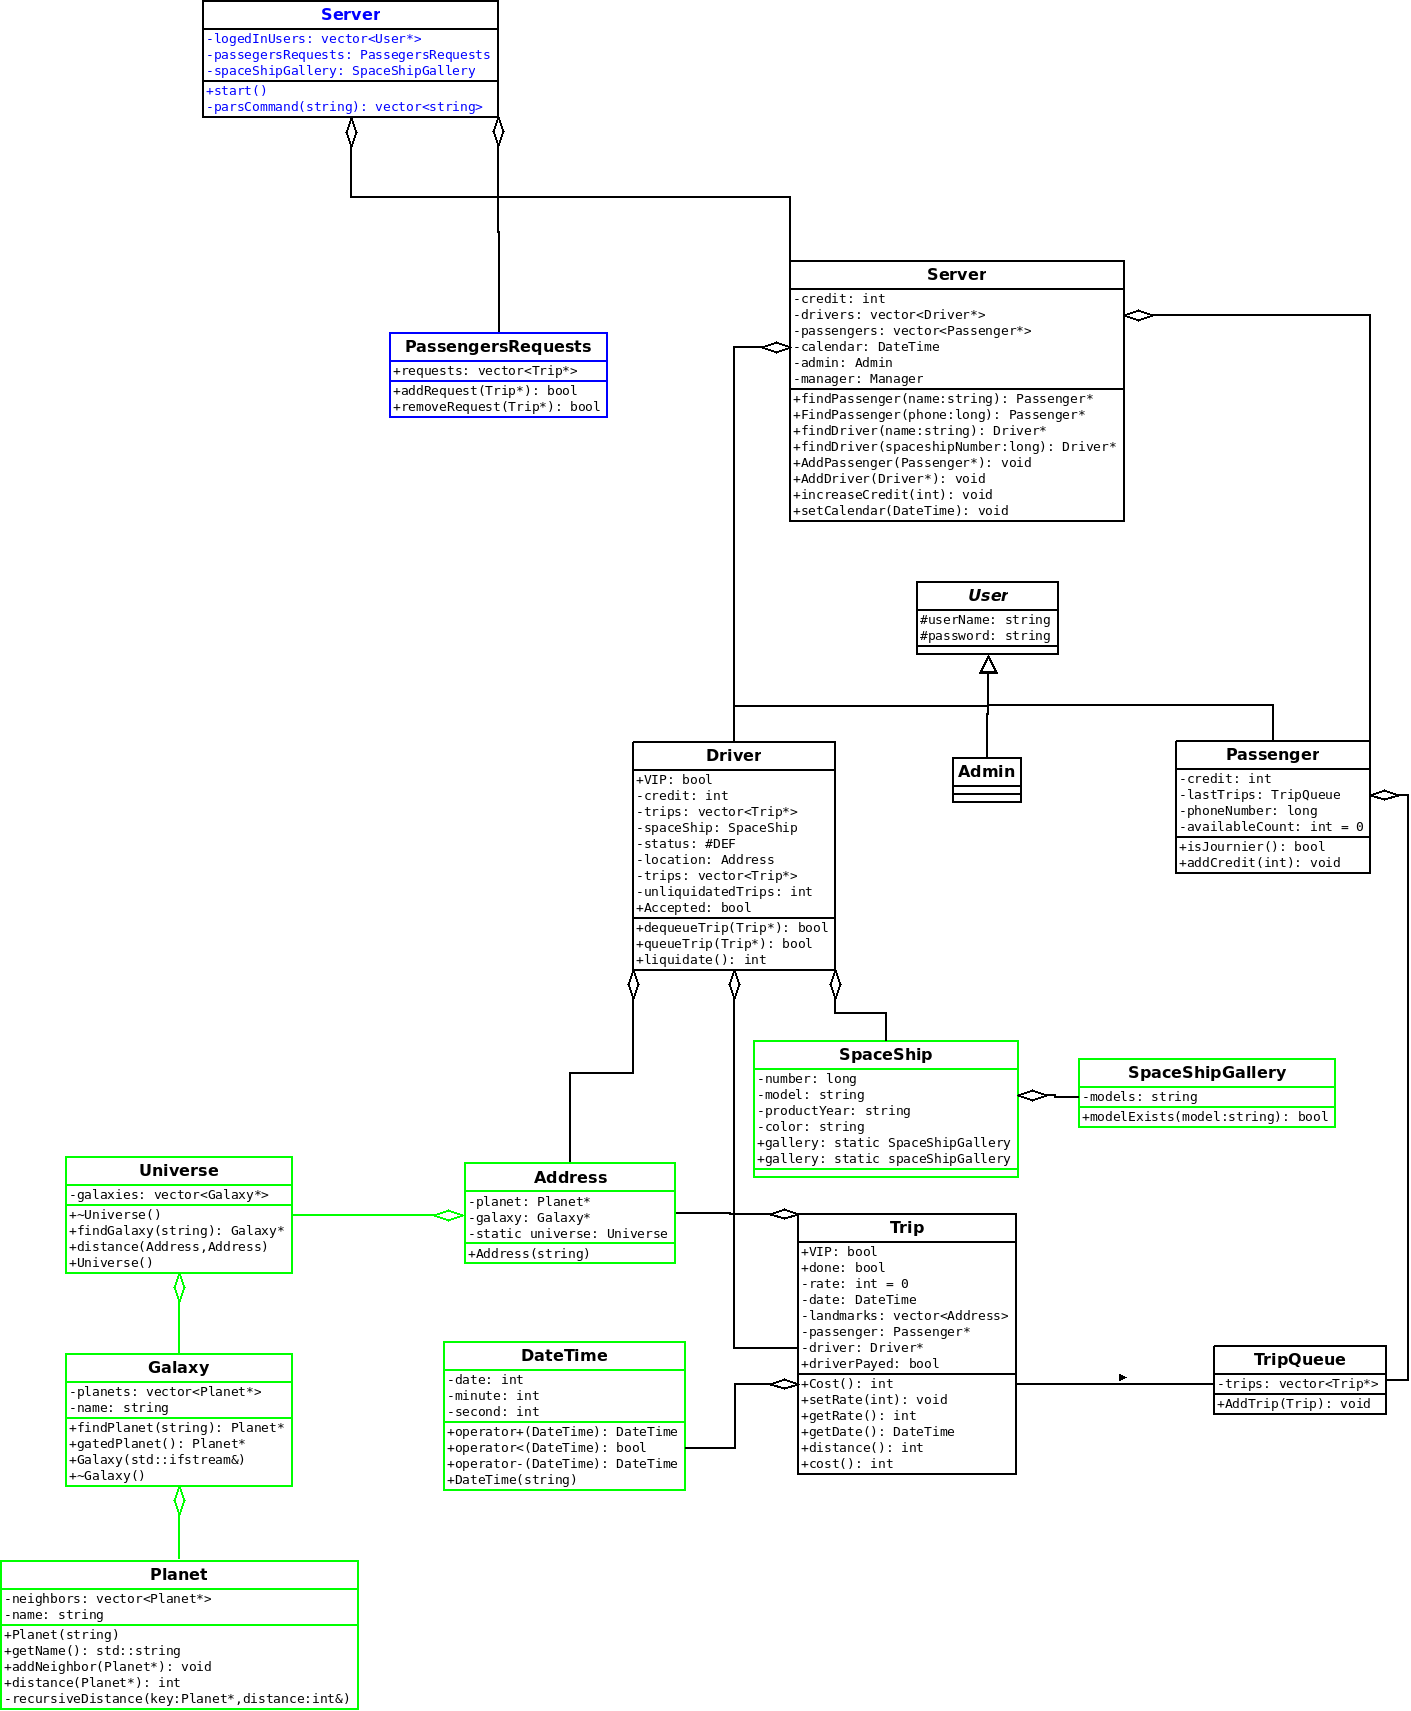 Server
-logedInUsers: vector<User*>
-passegersRequests: PassegersRequests
-spaceShipGallery: SpaceShipGallery
+start()
-parsCommand(string): vector<string>
Server
-credit: int
-drivers: vector<Driver*>
-passengers: vector<Passenger*>
-calendar: DateTime
-admin: Admin
-manager: Manager
+findPassenger(name:string): Passenger*
+FindPassenger(phone:long): Passenger*
+findDriver(name:string): Driver*
+findDriver(spaceshipNumber:long): Driver*
+AddPassenger(Passenger*): void
+AddDriver(Driver*): void
+increaseCredit(int): void
+setCalendar(DateTime): void
PassengersRequests
+requests: vector<Trip*>
+addRequest(Trip*): bool
+removeRequest(Trip*): bool
User
#userName: string
#password: string
Driver
+VIP: bool
-credit: int
-trips: vector<Trip*>
-spaceShip: SpaceShip
-status: #DEF
-location: Address
-trips: vector<Trip*>
-unliquidatedTrips: int
+Accepted: bool
+dequeueTrip(Trip*): bool
+queueTrip(Trip*): bool
+liquidate(): int
Admin
Passenger
-credit: int
-lastTrips: TripQueue
-phoneNumber: long
-availableCount: int = 0
+isJournier(): bool
+addCredit(int): void
SpaceShip
-number: long
-model: string
-productYear: string
-color: string
+gallery: static SpaceShipGallery
+gallery: static spaceShipGallery
SpaceShipGallery
-models: string
+modelExists(model:string): bool
Universe
-galaxies: vector<Galaxy*>
+~Universe()
+findGalaxy(string): Galaxy*
+distance(Address,Address)
+Universe()
Address
-planet: Planet*
-galaxy: Galaxy*
-static universe: Universe
+Address(string)
Trip
+VIP: bool
+done: bool
-rate: int = 0
-date: DateTime
-landmarks: vector<Address>
-passenger: Passenger*
-driver: Driver*
+driverPayed: bool
+Cost(): int
+setRate(int): void
+getRate(): int
+getDate(): DateTime
+distance(): int
+cost(): int
DateTime
-date: int
-minute: int
-second: int
+operator+(DateTime): DateTime
+operator<(DateTime): bool
+operator-(DateTime): DateTime
+DateTime(string)
TripQueue
-trips: vector<Trip*>
+AddTrip(Trip): void
Galaxy
-planets: vector<Planet*>
-name: string
+findPlanet(string): Planet*
+gatedPlanet(): Planet*
+Galaxy(std::ifstream&)
+~Galaxy()
Planet
-neighbors: vector<Planet*>
-name: string
+Planet(string)
+getName(): std::string
+addNeighbor(Planet*): void
+distance(Planet*): int
-recursiveDistance(key:Planet*,distance:int&)